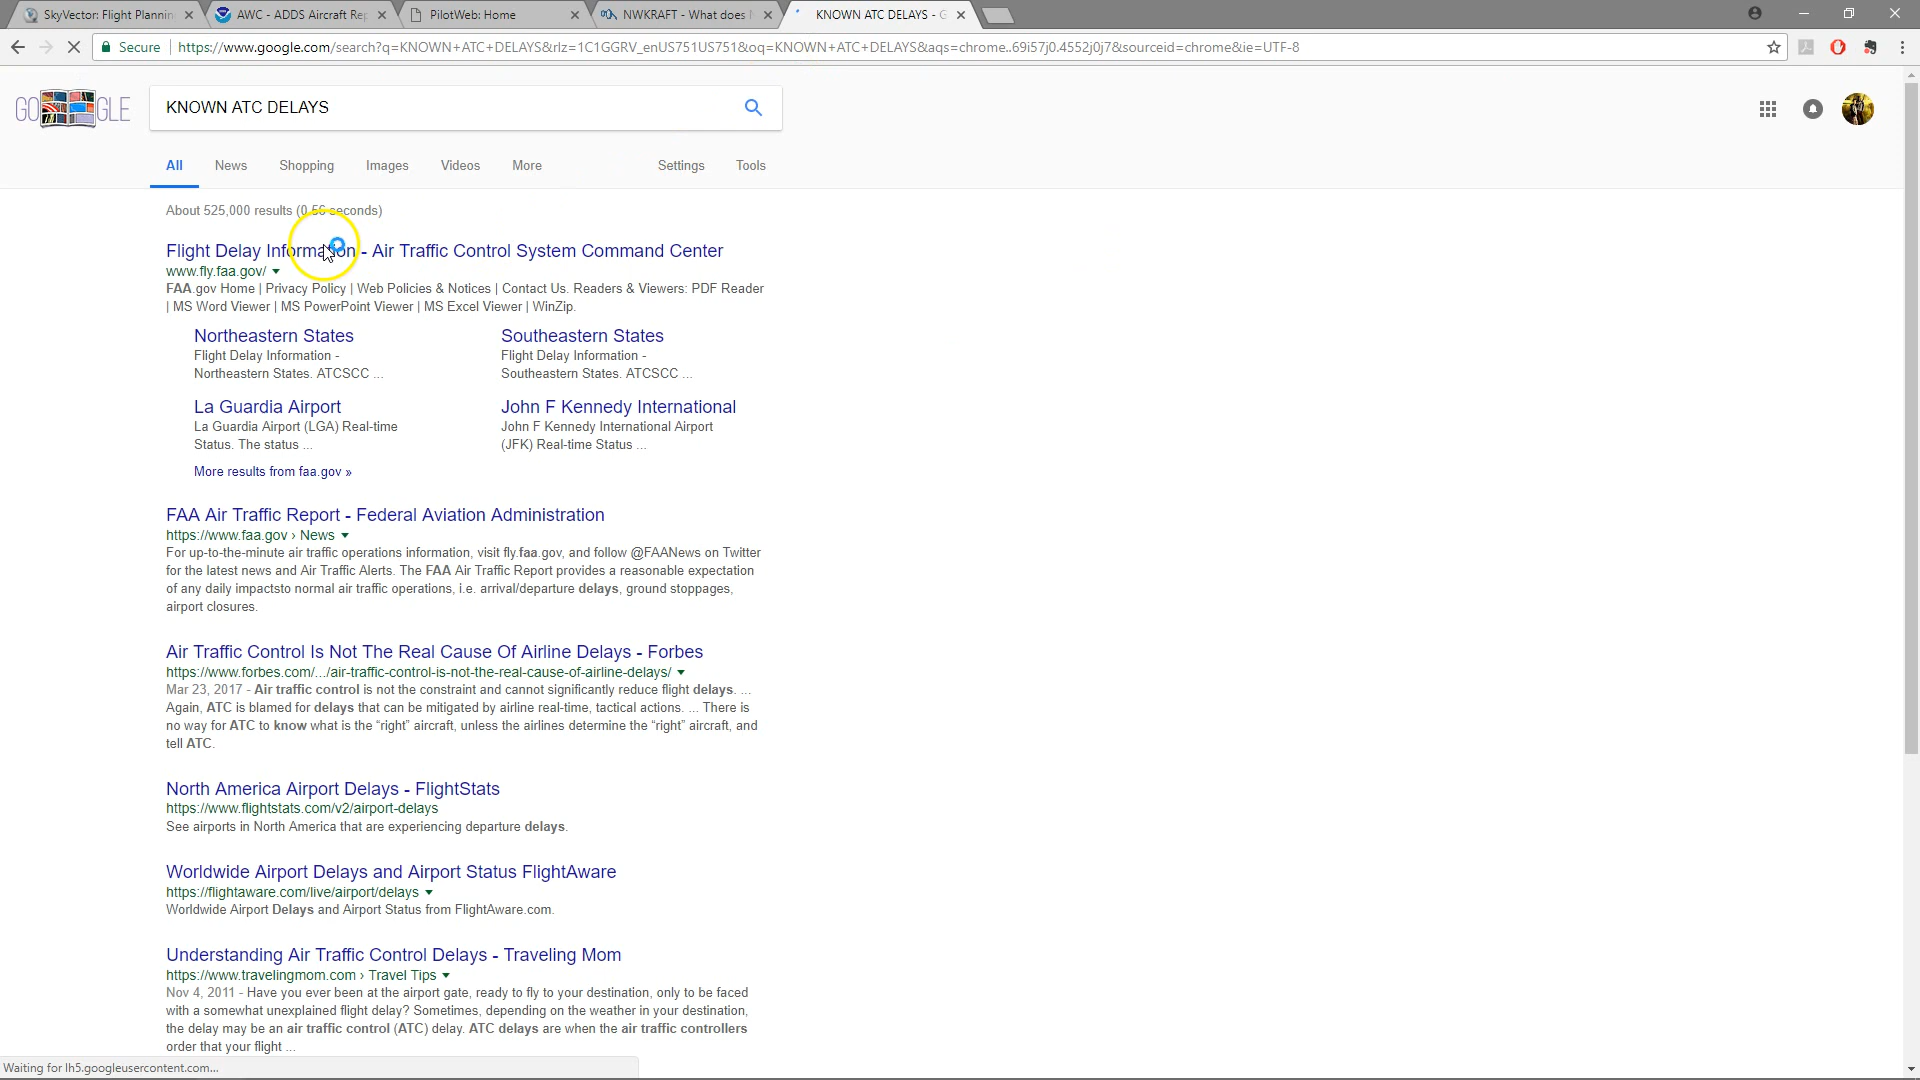 SkyVector: Flight Plannin
AWC - ADDS Aircraft Re
PilotWeb: Home
NWKRAFT - What does
KNOWN ATC DELAYS - G
Secure
https://www.google.com/search?q=KNOWN+ATC+DELAYS&rlz=1C1GGRV_enUS751US751&oq=KNOWN+ATC+DELAYS&aqs=chrome..69i57j0.4552j0j7&sourceid=chrome&ie=UTF-8
GO GLE
KNOWN ATC DELAYS
All News Shopping Images Videos More Settings Tools
About 525,000 results (0.56 seconds)
Flight Delay Information - Air Traffic Control System Command Center
www.fly.faa.gov/
FAA.gov Home | Privacy Policy | Web Policies & Notices | Contact Us. Readers & Viewers: PDF Reader
| MS Word Viewer | MS PowerPoint Viewer | MS Excel Viewer | WinZip.
Northeastern States
Flight Delay Information -
Northeastern States. ATCSCC ...
Southeastern States
Flight Delay Information -
Southeastern States. ATCSCC ...
La Guardia Airport
La Guardia Airport (LGA) Real-time
Status. The status ...
John F Kennedy International
John F Kennedy International Airport
(JFK) Real-time Status ...
More results from faa.gov »
FAA Air Traffic Report - Federal Aviation Administration
https://www.faa.gov › News
For up-to-the-minute air traffic operations information, visit fly.faa.gov, and follow @FAANews on Twitter
for the latest news and Air Traffic Alerts. The FAA Air Traffic Report provides a reasonable expectation
of any daily impactsto normal air traffic operations, i.e. arrival/departure delays, ground stoppages,
airport closures.
Air Traffic Control Is Not The Real Cause Of Airline Delays - Forbes
https://www.forbes.com/.../air-traffic-control-is-not-the-real-cause-of-airline-delays/
Mar 23, 2017 - Air traffic control is not the constraint and cannot significantly reduce flight delays. ...
Again, ATC is blamed for delays that can be mitigated by airline real-time, tactical actions. ... There is
no way for ATC to know what is the “right” aircraft, unless the airlines determine the “right” aircraft, and
tell ATC.
North America Airport Delays - FlightStats
https://www.flightstats.com/v2/airport-delays
See airports in North America that are experiencing departure delays.
Worldwide Airport Delays and Airport Status FlightAware
https://flightaware.com/live/airport/delays
Worldwide Airport Delays and Airport Status from FlightAware.com.
Understanding Air Traffic Control Delays - Traveling Mom
https://www.travelingmom.com › Travel Tips
Nov 4, 2011 - Have you ever been at the airport gate, ready to fly to your destination, only to be faced
with a somewhat unexplained flight delay? Sometimes, depending on the weather in your destination,
the delay may be an air traffic control (ATC) delay. ATC delays are when the air traffic controllers
order that your flight ...
Waiting for lh5.googleusercontent.com...